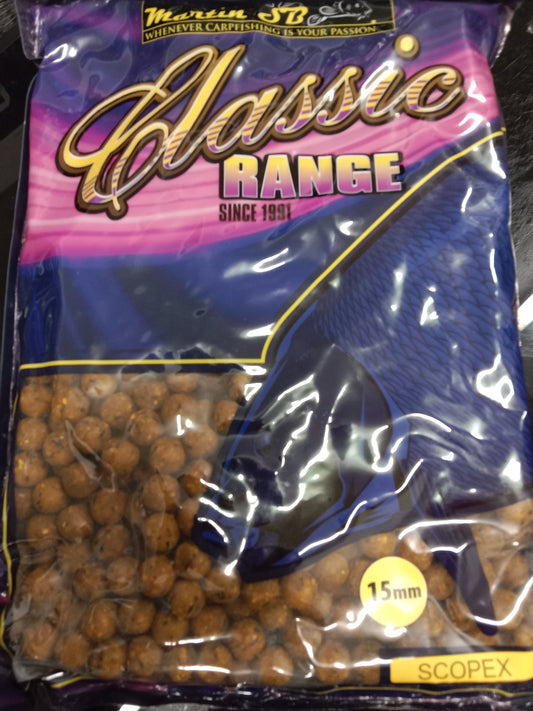 Martin SB
WHENEVER CARPFISHING IS YOUR PASSION
Classic
RANGE
SINCE 1991
15mm
SCOPEX